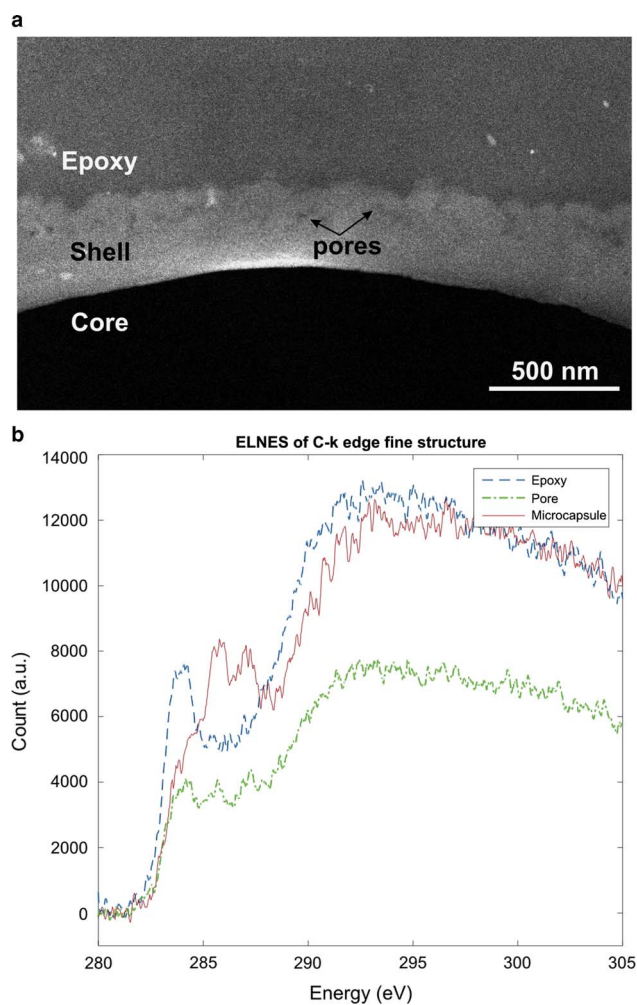 a
Epoxy
pores
Shell
Core
500 nm
b
ELNES of C-k edge fine structure
14000
12000
10000
8000
6000
4000
2000
0
Count (a.u.)
Epoxy
Pore
Microcapsule
280
285
290
295
300
305
Energy (eV)